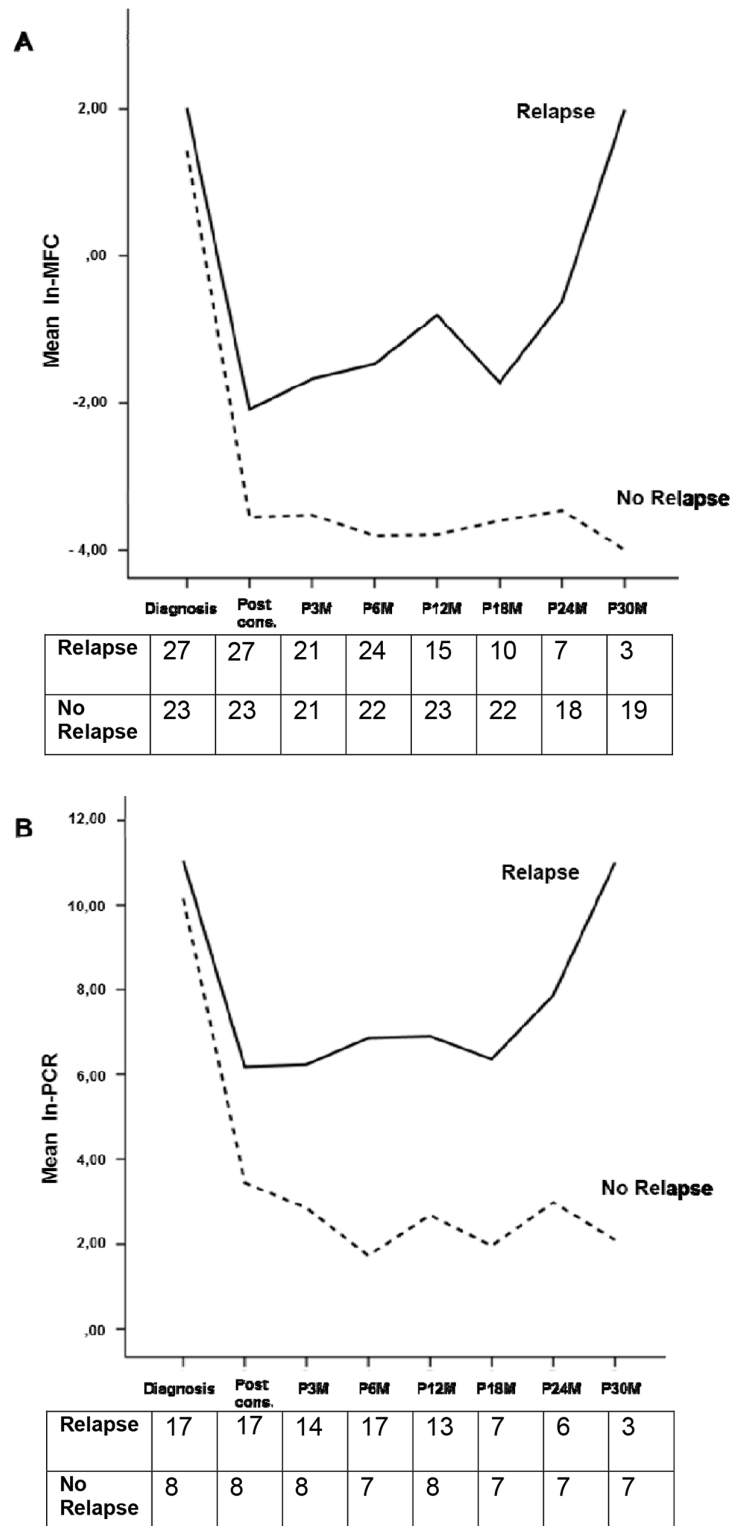 A
2,00
,00
-2,00
- 4,00
Mean In-MFC
Relapse
No Relapse
Diagnosis Post cons. P3M P6M P12M P18M P24M P30M
Relapse 27 27 21 24 15 10 7 3
No Relapse 23 23 21 22 23 22 18 19
B
12,00
10,00
8,00
6,00
4,00
2,00
,00
Mean In-PCR
Relapse
No Relapse
Diagnosis Post cons. P3M P6M P12M P18M P24M P30M
Relapse 17 17 14 17 13 7 6 3
No Relapse 8 8 8 7 8 7 7 7